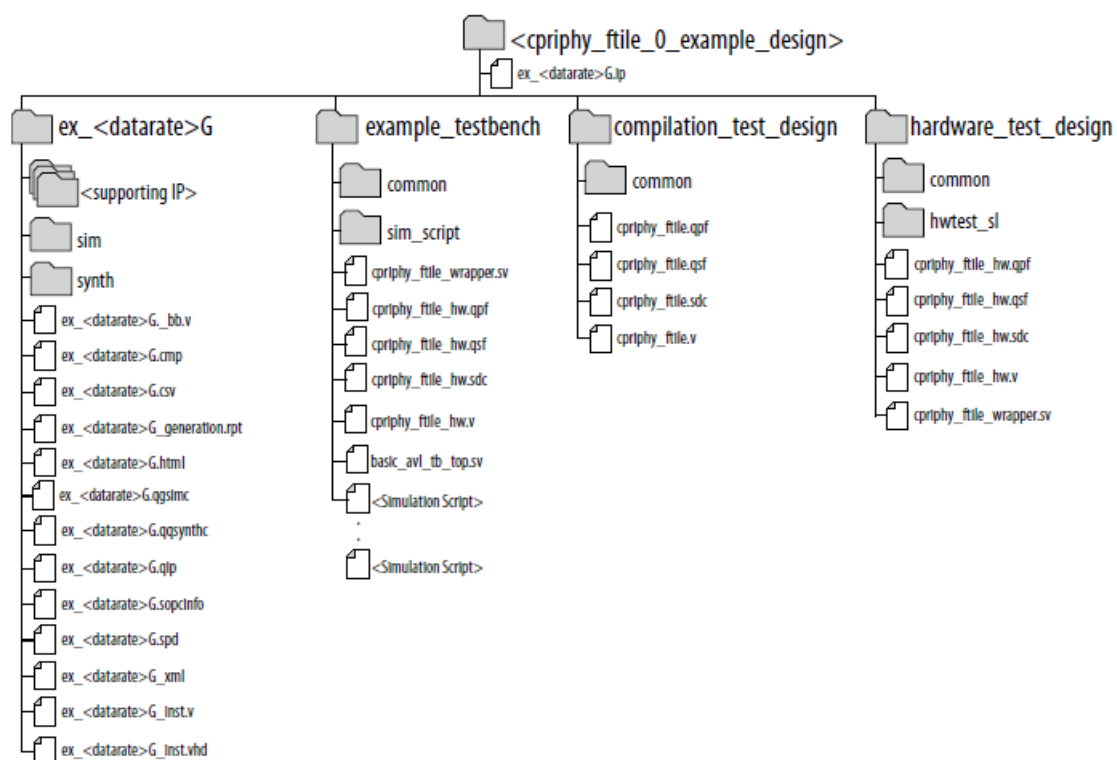 <cpriphy_ftile_0_example_design>
ex_<datarate>G.ip
ex_<datarate>G
<supporting IP>
sim
synth
ex_<datarate>G._bb.v
ex_<datarate>G.cmp
ex_<datarate>G.csv
ex_<datarate>G_generation.rpt
ex_<datarate>G.html
ex_<datarate>G.qgsimc
ex_<datarate>G.qgsynthc
ex_<datarate>G.qip
ex_<datarate>G.sopcinfo
ex_<datarate>G.spd
ex_<datarate>G_xml
ex_<datarate>G_inst.v
ex_<datarate>G_inst.vhd
example_testbench
common
sim_script
cpriphy_ftile_wrapper.sv
cpriphy_ftile_hw.qpf
cpriphy_ftile_hw.qsf
cpriphy_ftile_hw.sdc
cpriphy_ftile_hw.v
basic_avl_tb_top.sv
<Simulation Script>
<Simulation Script>
compilation_test_design
common
cpriphy_ftile.qpf
cpriphy_ftile.qsf
cpriphy_ftile.sdc
cpriphy_ftile.v
hardware_test_design
common
hwtest_sl
cpriphy_ftile_hw.qpf
cpriphy_ftile_hw.qsf
cpriphy_ftile_hw.sdc
cpriphy_ftile_hw.v
cpriphy_ftile_wrapper.sv